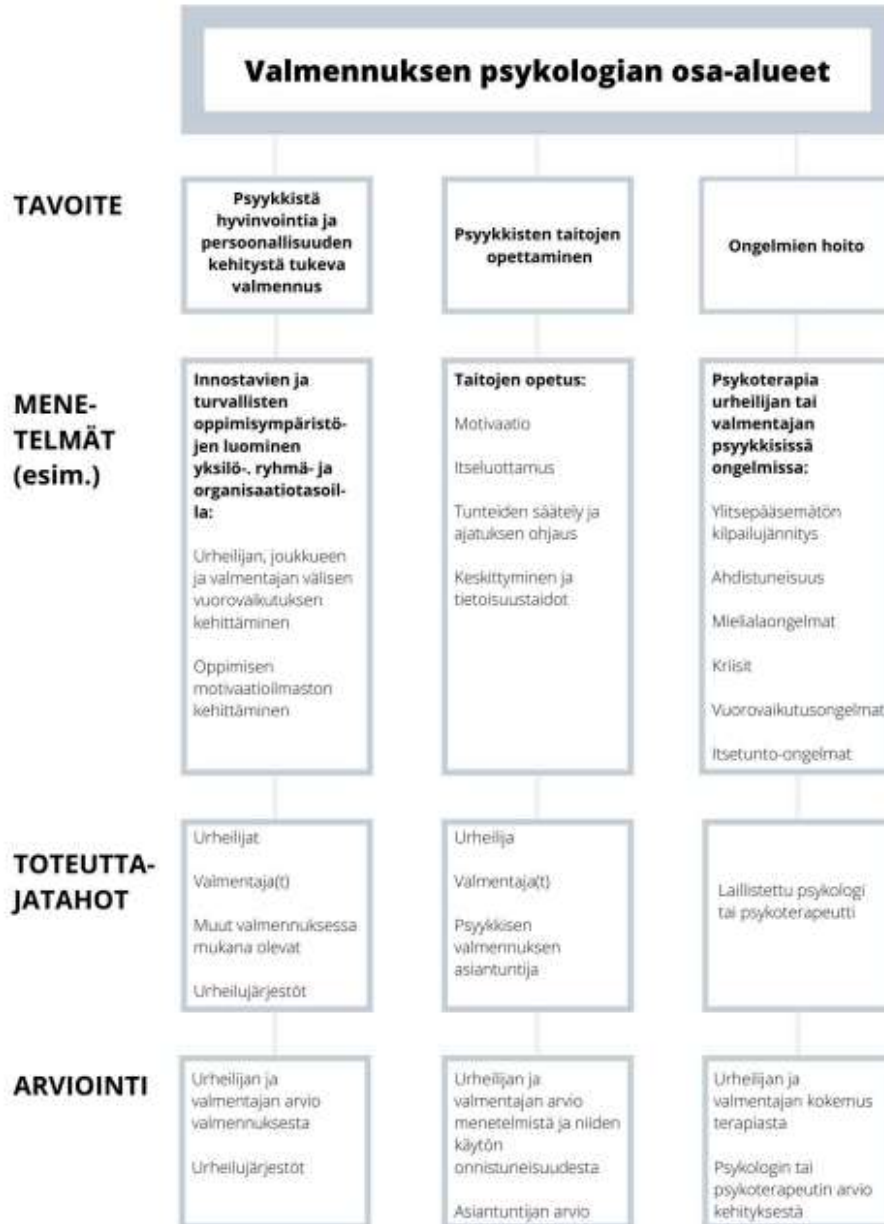 Valmennuksen psykologian osa-alueet
TAVOITE
Psyykkistä
hyvinvointia ja
persoonallisuuden
kehitystä tukeva
valmennus
Psyykkisten taitojen
opettaminen
Ongelmien hoito
MENE-
TELMÄT
(esim.)
Innostavien ja
turvallisten
oppimisympäristö-
jen luominen
yksilö-, ryhmä- ja
organisaatiotasoil-
la:
Urheilijan, joukkueen
ja valmentajan välisen
vuorovaikutuksen
kehittäminen
Oppimisen
motivaatioilmaston
kehittäminen
Taitojen opetus:
Motivaatio
Itseluottamus
Tunteiden säätely ja
ajatuksen ohjaus
Keskittyminen ja
tietoisuustaidot
Psykoterapia
urheilijan tai
valmentajan
psyykkisissä
ongelmissa:
Ylitsepääsemätön
kilpailujännitys
Ahdistuneisuus
Mielialaongelmat
Kriisit
Vuorovaikutusongelmat
Itsetunto-ongelmat
TOTEUTTA-
JATAHOT
Urheilijat
Valmentaja(t)
Muut valmennuksessa
mukana olevat
Urheilujärjestöt
Urheilija
Valmentaja(t)
Psyykkisen
valmennuksen
asiantuntija
Laillistettu psykologi
tai psykoterapeutti
ARVIOINTI
Urheilijan ja
valmentajan arvio
valmennuksesta
Urheilujärjestöt
Urheilijan ja
valmentajan arvio
menetelmistä ja niiden
käytön
onnistuneisuudesta
Asiantuntijan arvio
Urheilijan ja
valmentajan kokemus
terapiasta
Psykologin tai
psykoterapeutin arvio
kehityksestä